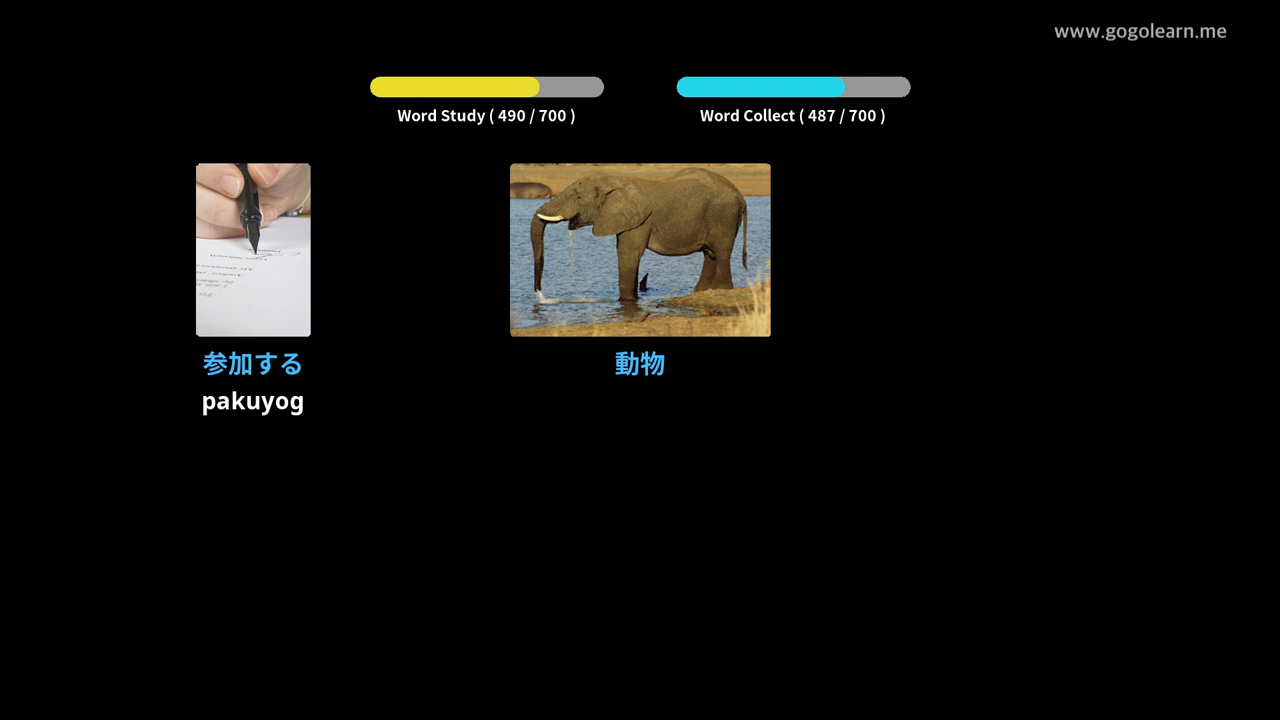 www.gogolearn.me
Word Study ( 490 / 700 )
Word Collect ( 487 / 700 )
参加する
pakuyog
動物